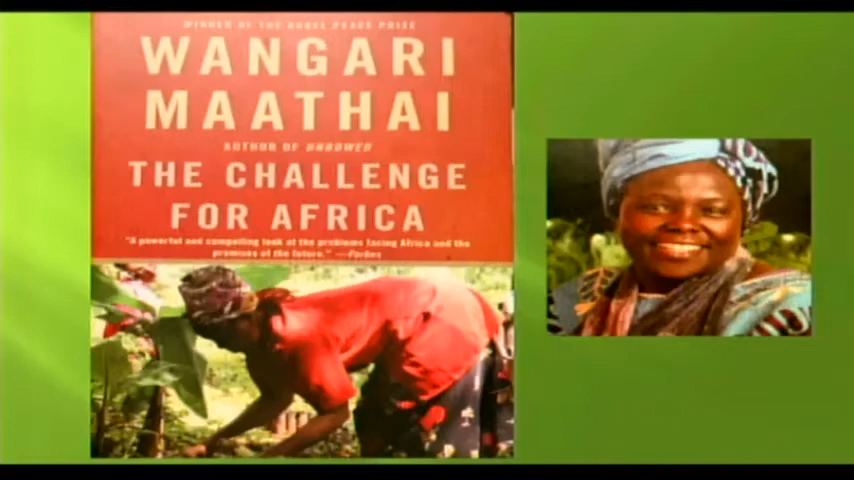 WINNER OF THE NOBEL PEACE PRIZE
WANGARI
MAATHAI
AUTHOR OF UNBOWED
THE CHALLENGE
FOR AFRICA
"A powerful and compelling look at the problems facing Africa and the
promises of the future." —Forbes